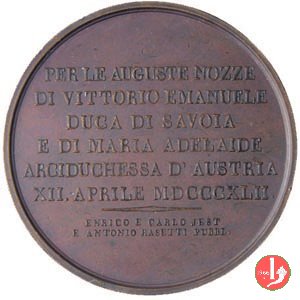 PER LE AUGUSTE NOZZE
DI VITTORIO EMANUELE
DUCA DI SAVOIA
E DI MARIA ADELAIDE
ARCIDUCHESSA D'AUSTRIA
XII. APRILE MDCCCXLII.
ENRICO E CARLO JEST
E ANTONIO RASETTI PUBBL.